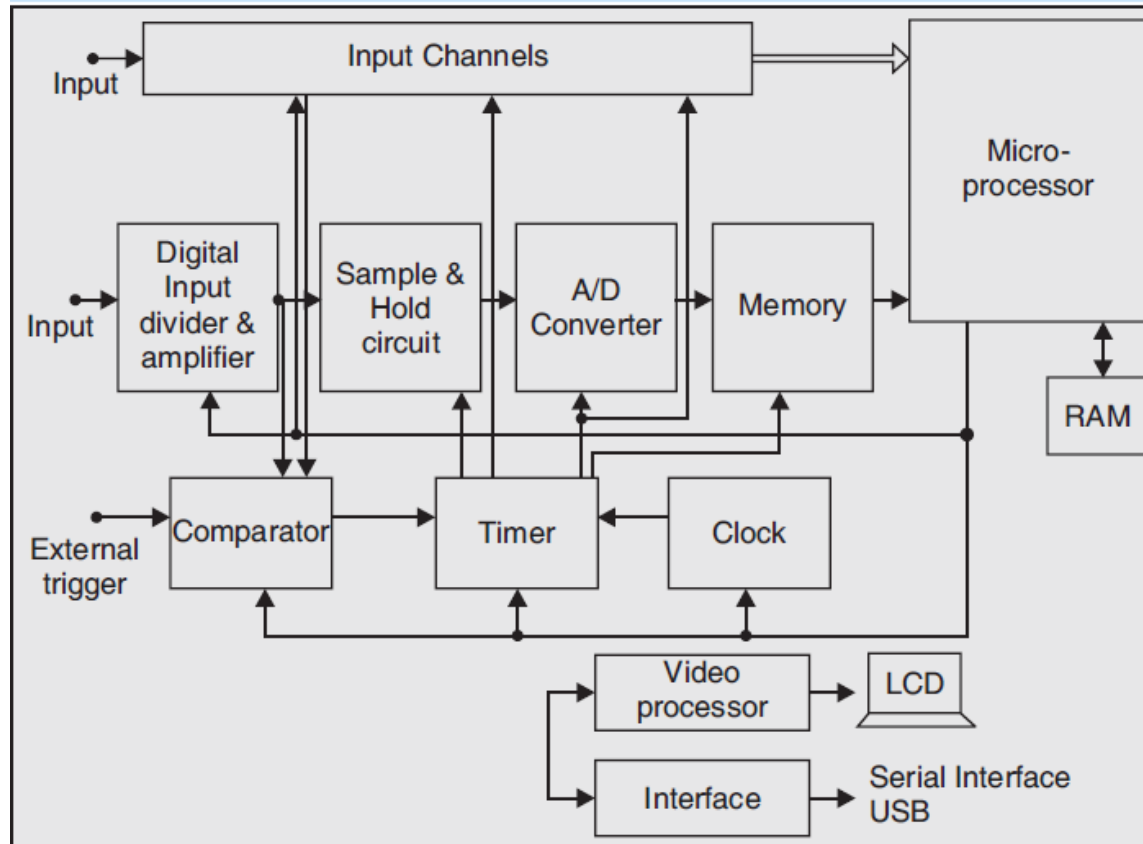 Input Channels
Input
Micro-
processor
Digital
Input
divider &
amplifier
Sample &
Hold
circuit
A/D
Converter
Memory
Input
RAM
Comparator
Timer
Clock
External
trigger
Video
processor
LCD
Interface
Serial Interface
USB